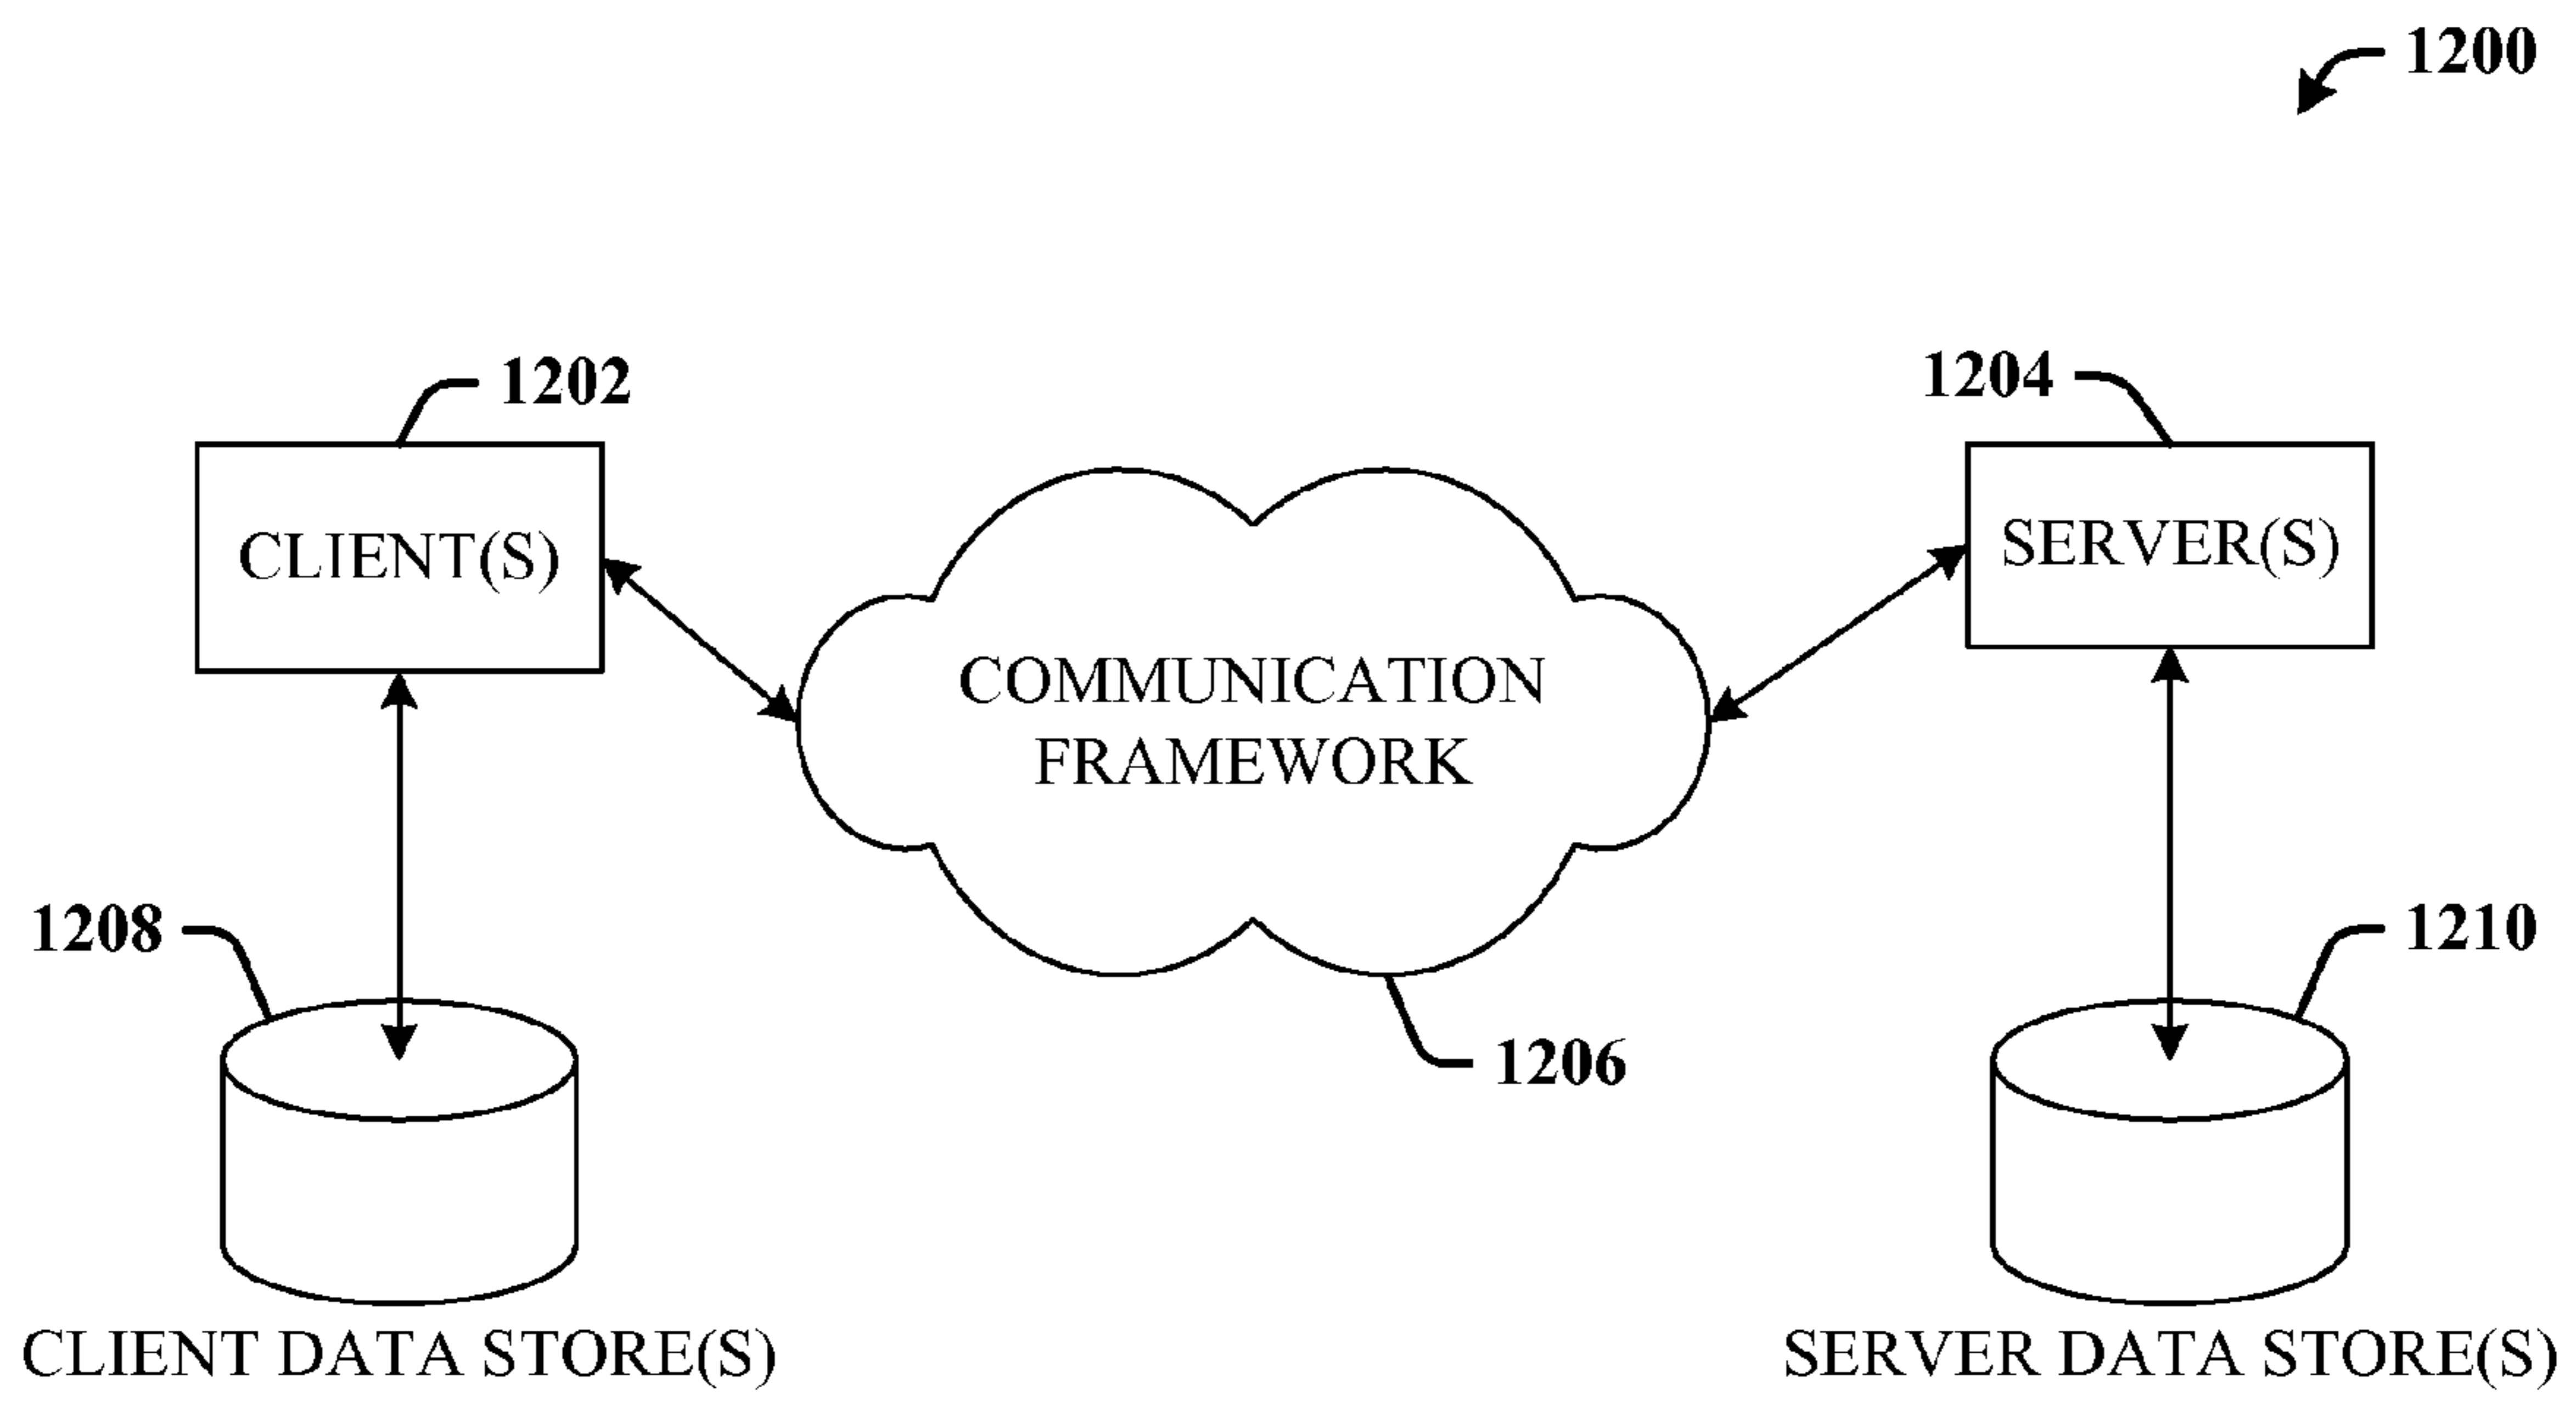 1200
1202
1204
CLIENT(S)
SERVER(S)
COMMUNICATION
FRAMEWORK
1208
1210
1206
CLIENT DATA STORE(S)
SERVER DATA STORE(S)